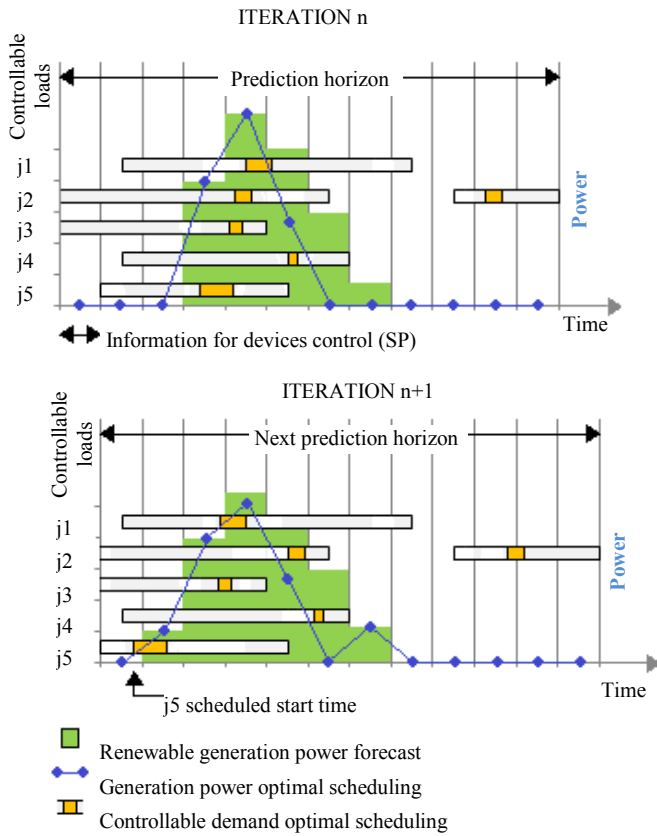 ITERATION n
Controllable
loads
Prediction horizon
j1
j2
j3
j4
j5
Power
Time
Information for devices control (SP)
ITERATION n+1
Controllable
loads
Next prediction horizon
j1
j2
j3
j4
j5
Power
Time
j5 scheduled start time
Renewable generation power forecast
Generation power optimal scheduling
Controllable demand optimal scheduling